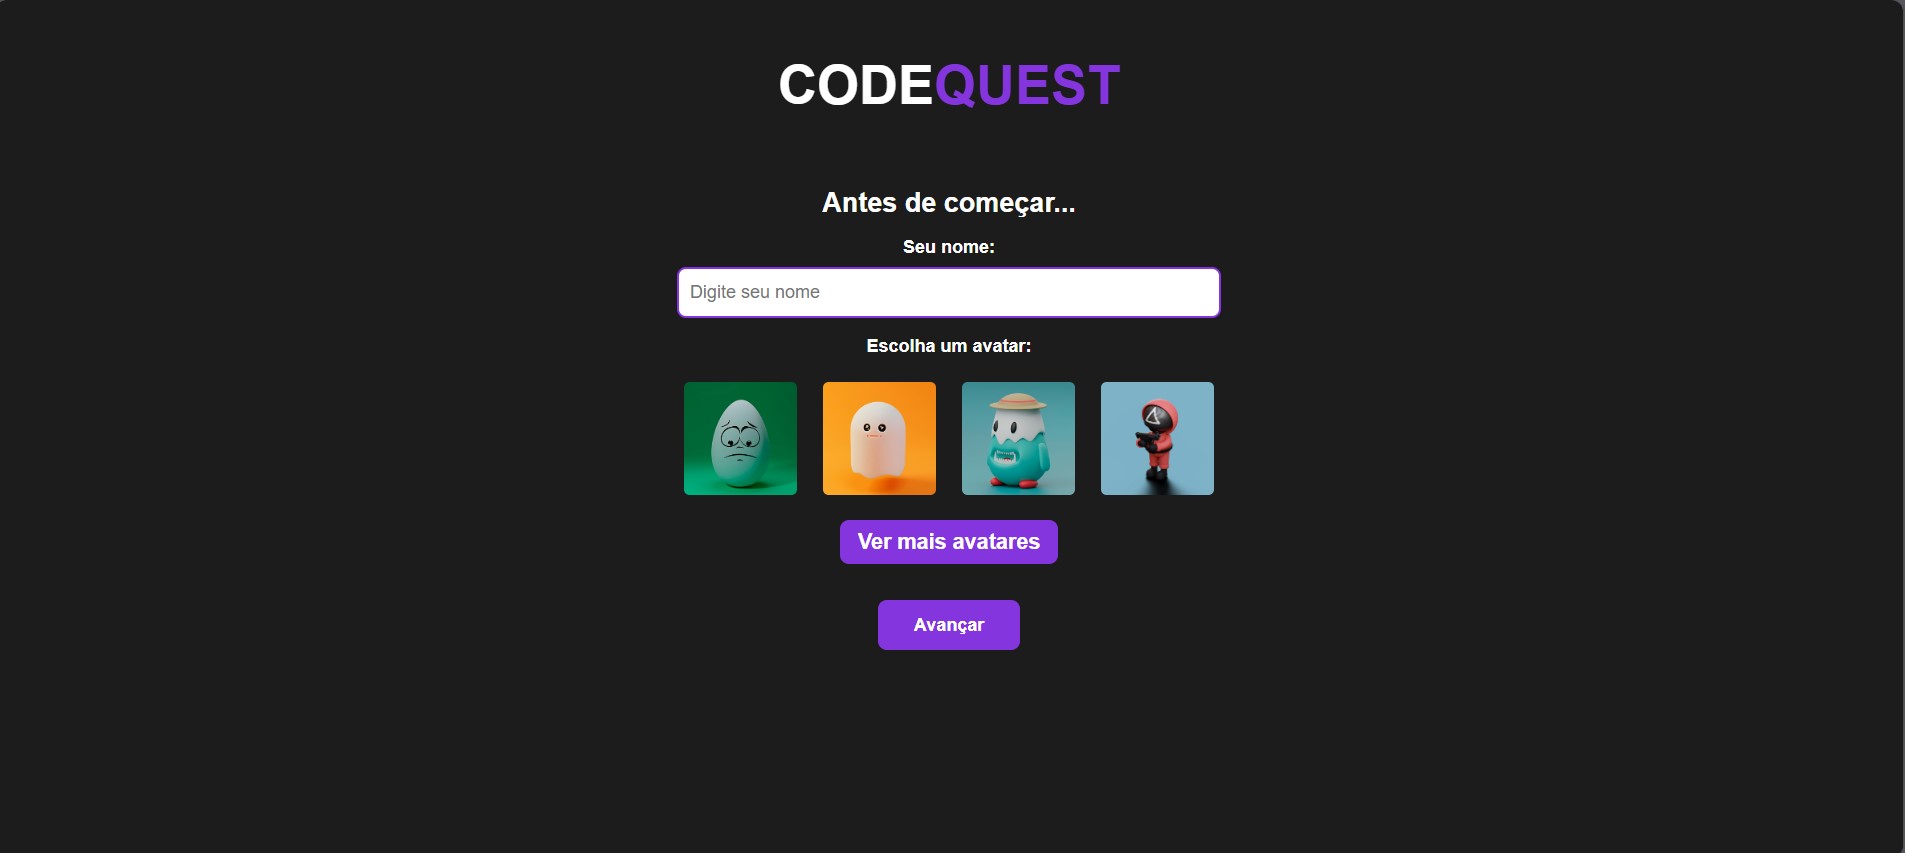 CODEQUEST
Antes de começar...
Seu nome:
Digite seu nome
Escolha um avatar:
Ver mais avatares
Avançar